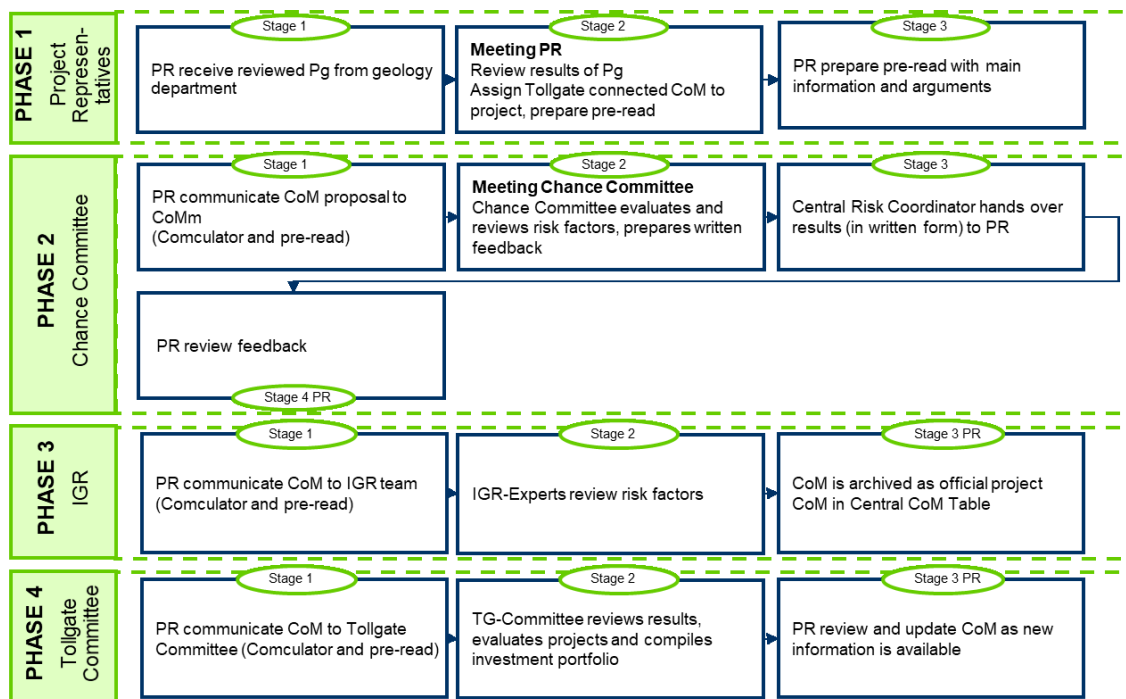 PHASE 1
Project
Represen-
tatives
Stage 1
PR receive reviewed Pg from geology
department
Stage 2
Meeting PR
Review results of Pg
Assign Tollgate connected CoM to
project, prepare pre-read
Stage 3
PR prepare pre-read with main
information and arguments
PHASE 2
Chance Committee
Stage 1
PR communicate CoM proposal to
CoMm
(Comculator and pre-read)
Stage 2
Meeting Chance Committee
Chance Committee evaluates and
reviews risk factors, prepares written
feedback
Stage 3
Central Risk Coordinator hands over
results (in written form) to PR
PR review feedback
Stage 4 PR
PHASE 3
IGR
Stage 1
PR communicate CoM to IGR team
(Comculator and pre-read)
Stage 2
IGR-Experts review risk factors
Stage 3 PR
CoM is archived as official project
CoM in Central CoM Table
PHASE 4
Tollgate
Committee
Stage 1
PR communicate CoM to Tollgate
Committee (Comculator and pre-read)
Stage 2
TG-Committee reviews results,
evaluates projects and compiles
investment portfolio
Stage 3 PR
PR review and update CoM as new
information is available